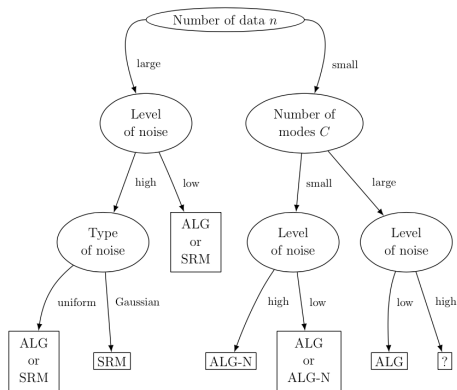 Number of data n
large
small
Level
of noise
Number of
modes C
high
low
small
large
Type
of noise
ALG
or
SRM
Level
of noise
Level
of noise
uniform
Gaussian
high
low
low
high
ALG
or
SRM
SRM
ALG-N
ALG
or
ALG-N
ALG
?